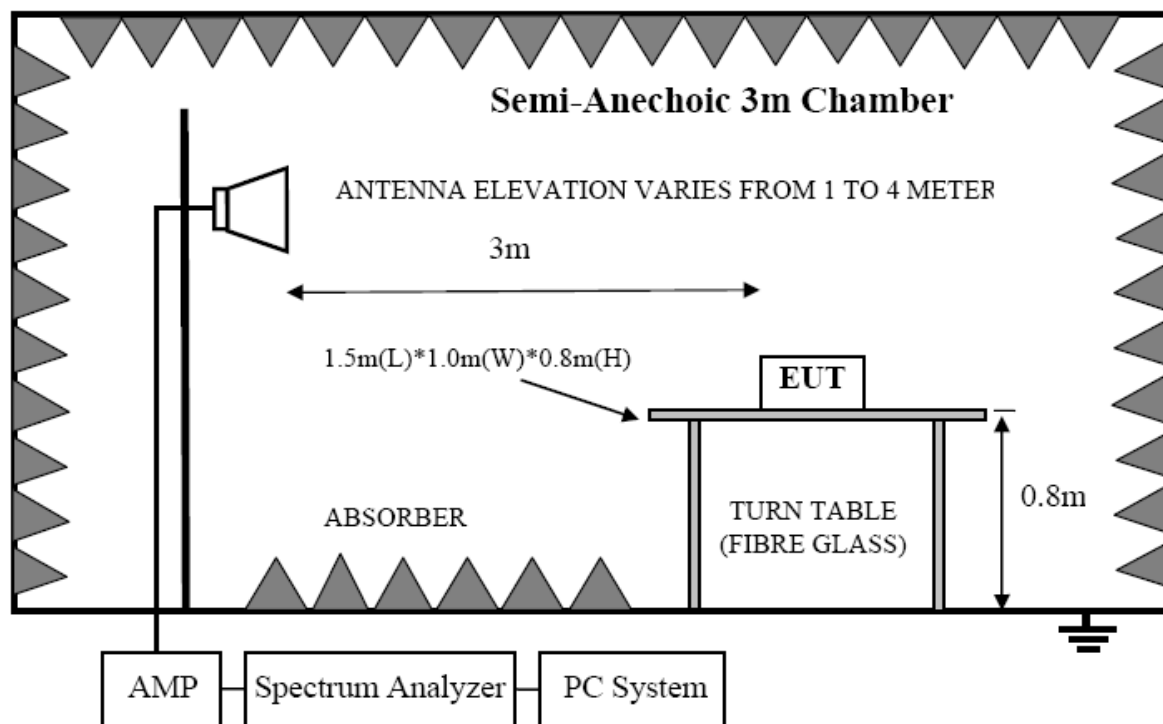 Semi-Anechoic 3m Chamber
ANTENNA ELEVATION VARIES FROM 1 TO 4 METER
3m
1.5m(L)*1.0m(W)*0.8m(H)
EUT
0.8m
ABSORBER
TURN TABLE
(FIBRE GLASS)
AMP
Spectrum Analyzer
PC System